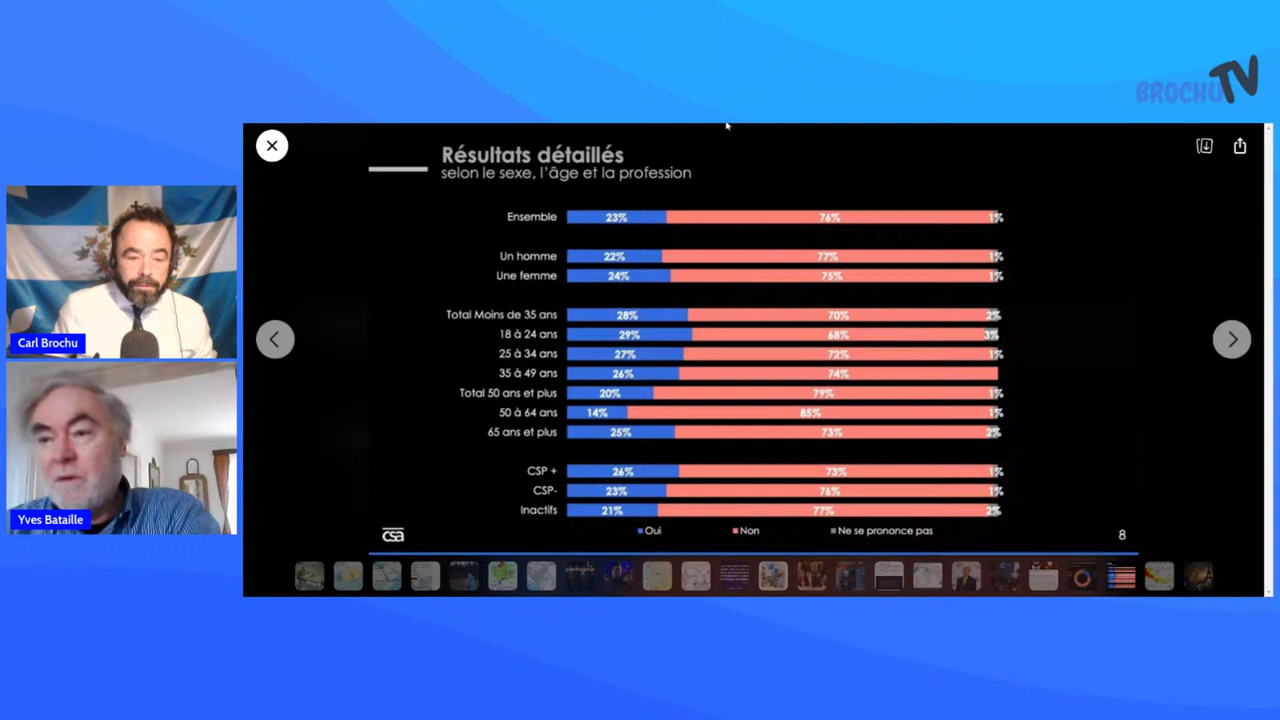 BROCHU TV
Résultats détaillés
selon le sexe, l'âge et la profession
Ensemble 23% 76% 1%
Un homme 22% 77% 1%
Une femme 24% 75% 1%
Total Moins de 35 ans 28% 70% 2%
18 à 24 ans 29% 68% 3%
25 à 34 ans 27% 72% 1%
35 à 49 ans 26% 74%
Total 50 ans et plus 20% 79% 1%
50 à 64 ans 14% 85% 1%
65 ans et plus 25% 73% 2%
CSP + 26% 73% 1%
CSP- 23% 76% 1%
Inactifs 21% 77% 2%
Oui Non Ne se prononce pas
csa 8
Carl Brochu
Yves Bataille